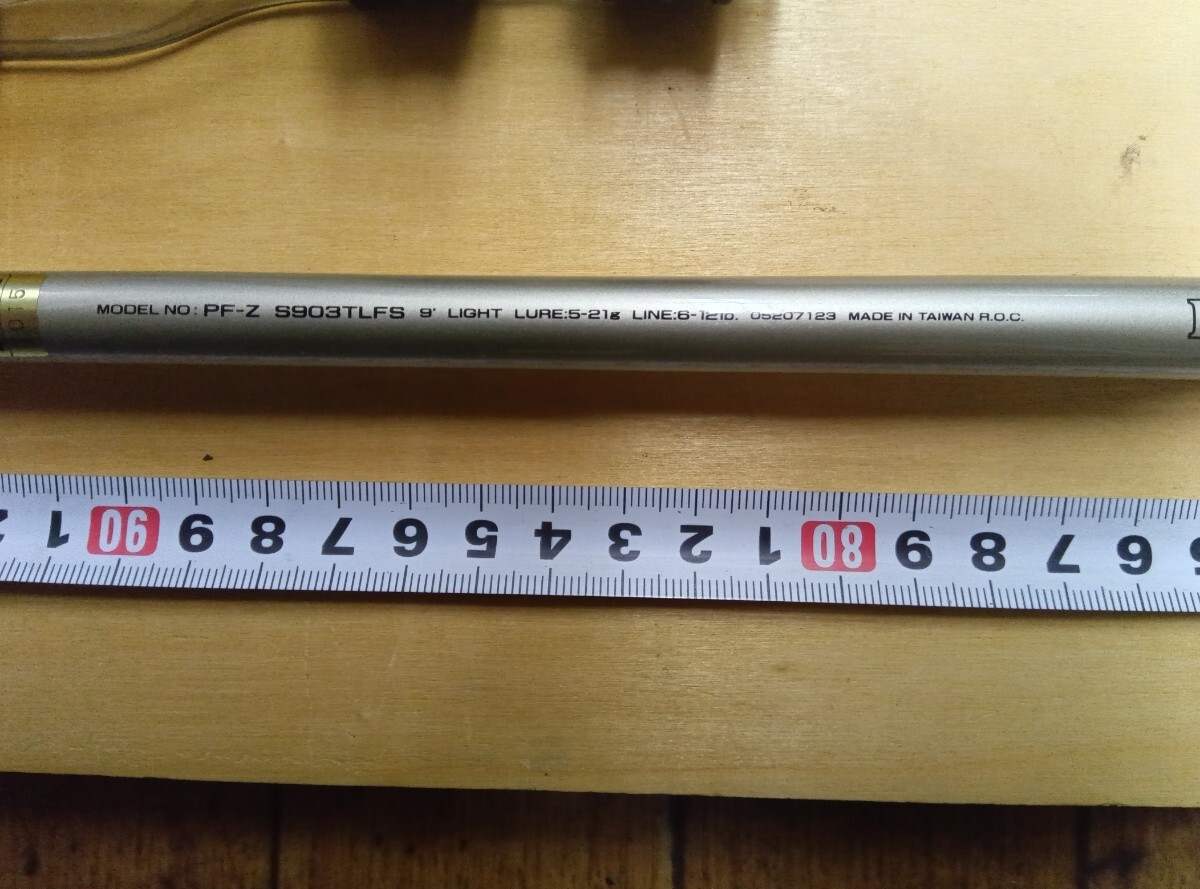 MODEL NO: PF-Z S903TLFS 9' LIGHT LURE:5-21g LINE:6-12lb. 05207123 MADE IN TAIWAN R.O.C.
1 90 9 8 7 6 5 4 3 2 1 80 9 8 7 6